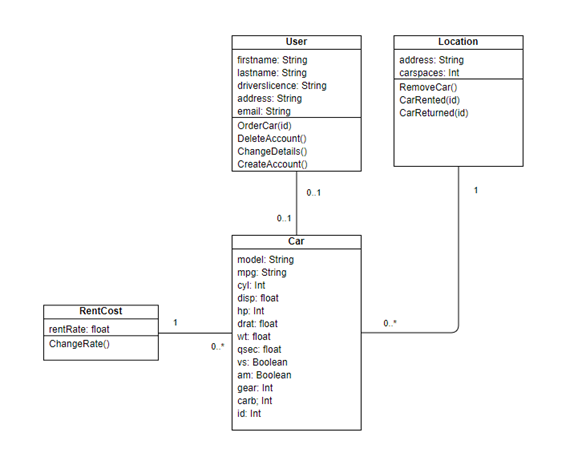 User
firstname: String
lastname: String
driverslicence: String
address: String
email: String
OrderCar(id)
DeleteAccount()
ChangeDetails()
CreateAccount()
Location
address: String
carspaces: Int
RemoveCar()
CarRented(id)
CarReturned(id)
0..1
1
0..1
Car
model: String
mpg: String
cyl: Int
disp: float
hp: Int
drat: float
wt: float
qsec: float
vs: Boolean
am: Boolean
gear: Int
carb; Int
id: Int
RentCost
rentRate: float
ChangeRate()
1
0..*
0..*